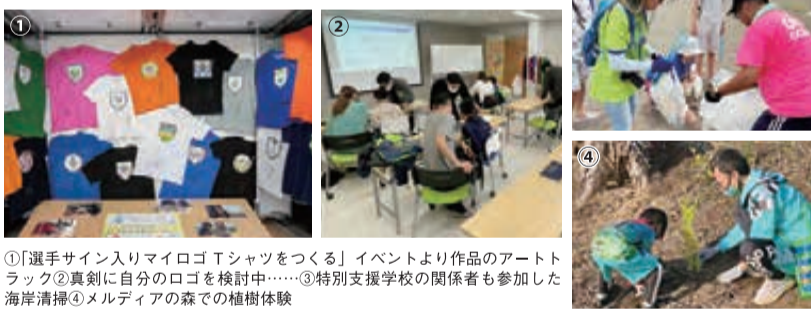 ①
②
④
①「選手サイン入りマイロゴTシャツをつくる」イベントより作品のアートト
ラック②真剣に自分のロゴを検討中……③特別支援学校の関係者も参加した
海岸清掃④メルディアの森での植樹体験